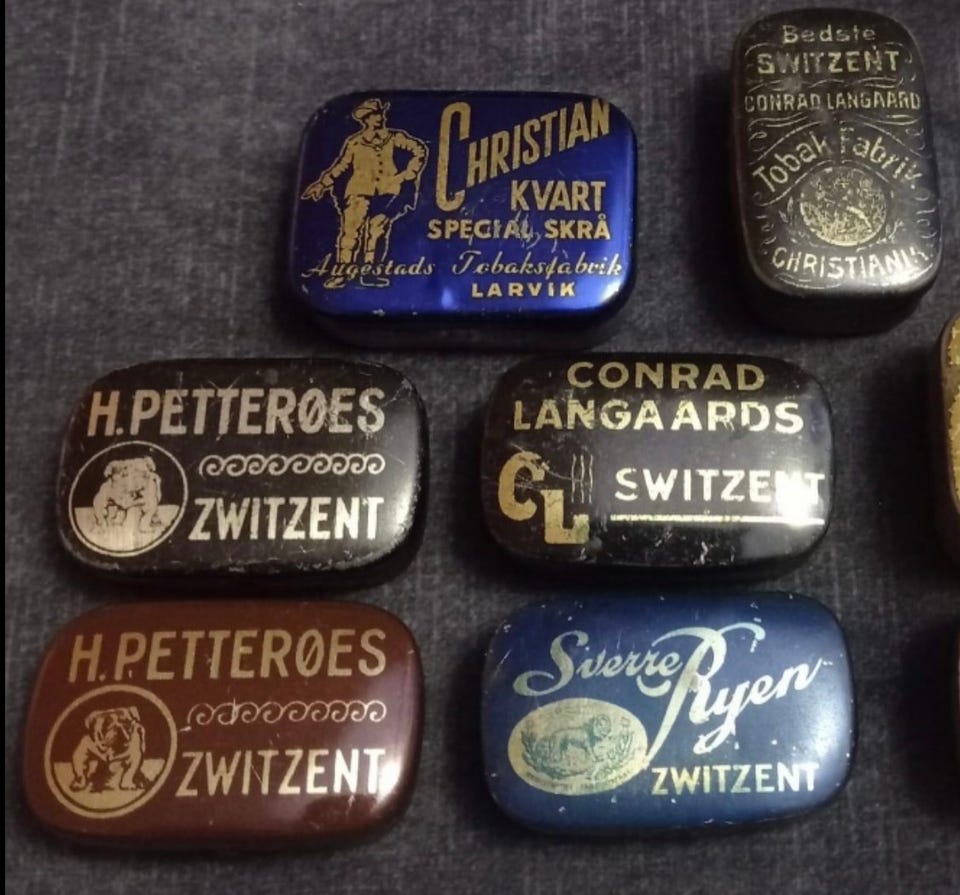 CHRISTIAN
KVART
SPECIAL SKRÅ
Augestads Tobaksfabrik
LARVIK
Bedste
SWITZENT
CONRAD LANGAARD
Tobak Fabrik
CHRISTIANIA
H. PETTERØES
ZWITZENT
CONRAD
LANGAARDS
CL
SWITZENT
H. PETTERØES
ZWITZENT
Sverre Ryen
ZWITZENT